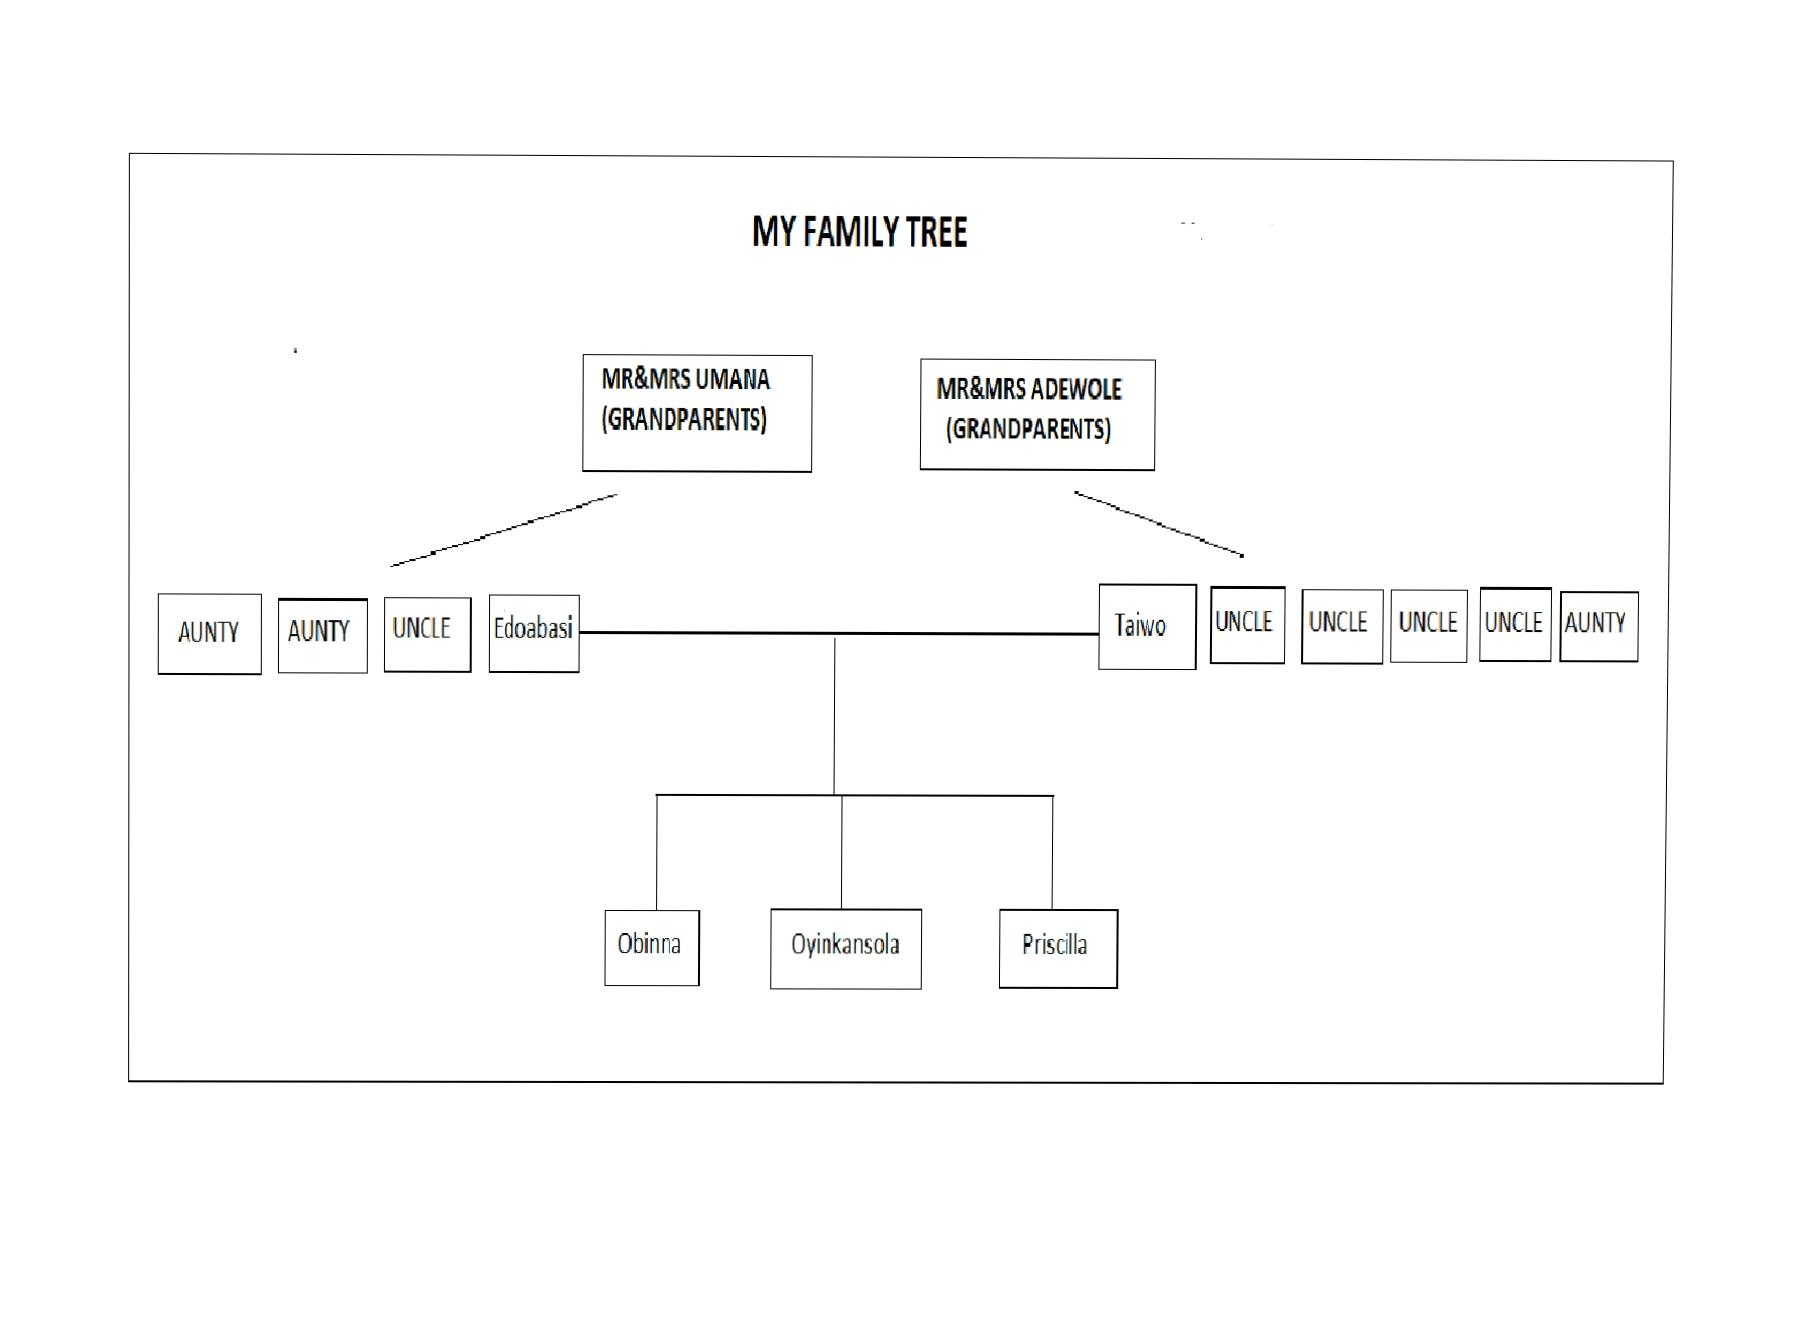 MY FAMILY TREE
MR&MRS UMANA
(GRANDPARENTS)
MR&MRS ADEWOLE
(GRANDPARENTS)
AUNTY
AUNTY
UNCLE
Edoabasi
Taiwo
UNCLE
UNCLE
UNCLE
UNCLE
AUNTY
Obinna
Oyinkansola
Priscilla